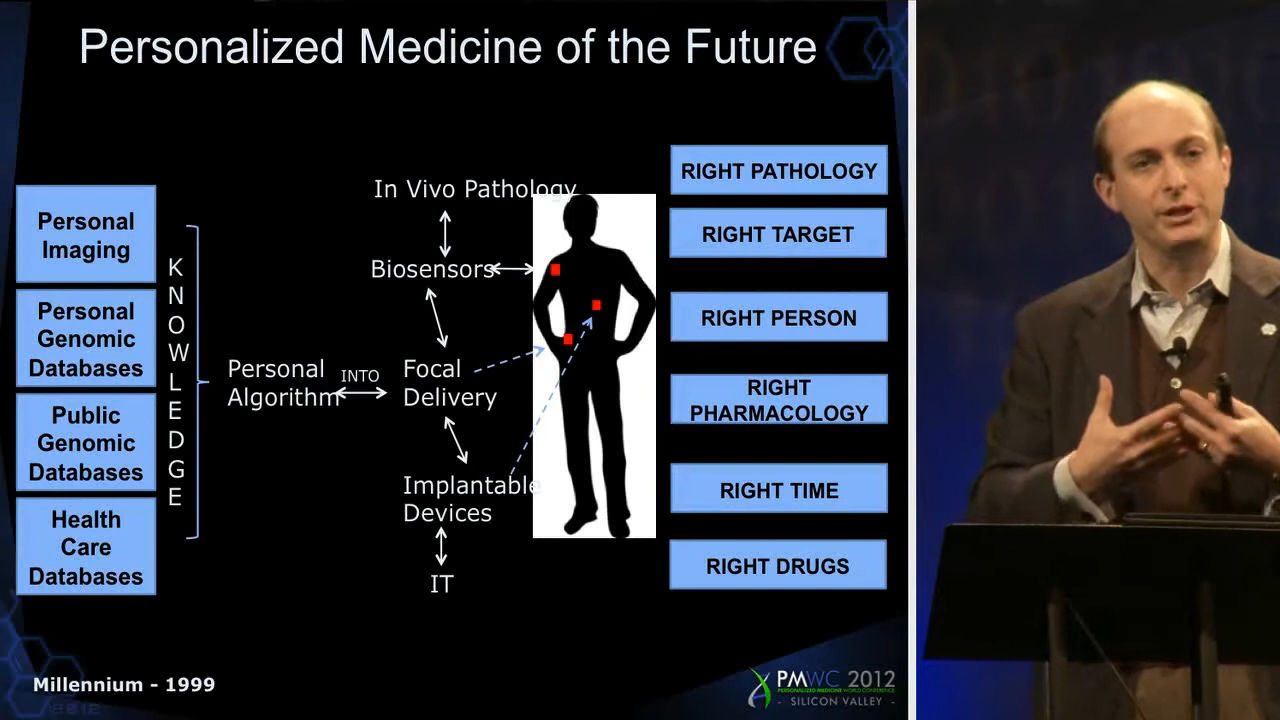 Personalized Medicine of the Future
Personal
Imaging
Personal
Genomic
Databases
Public
Genomic
Databases
Health
Care
Databases
K
N
O
W
L
E
D
G
E
Personal
Algorithm
INTO
In Vivo Pathology
Biosensors
Focal
Delivery
Implantable
Devices
IT
RIGHT PATHOLOGY
RIGHT TARGET
RIGHT PERSON
RIGHT
PHARMACOLOGY
RIGHT TIME
RIGHT DRUGS
Millennium - 1999
2012
PMWC 2012
PERSONALIZED MEDICINE WORLD CONFERENCE
- SILICON VALLEY -